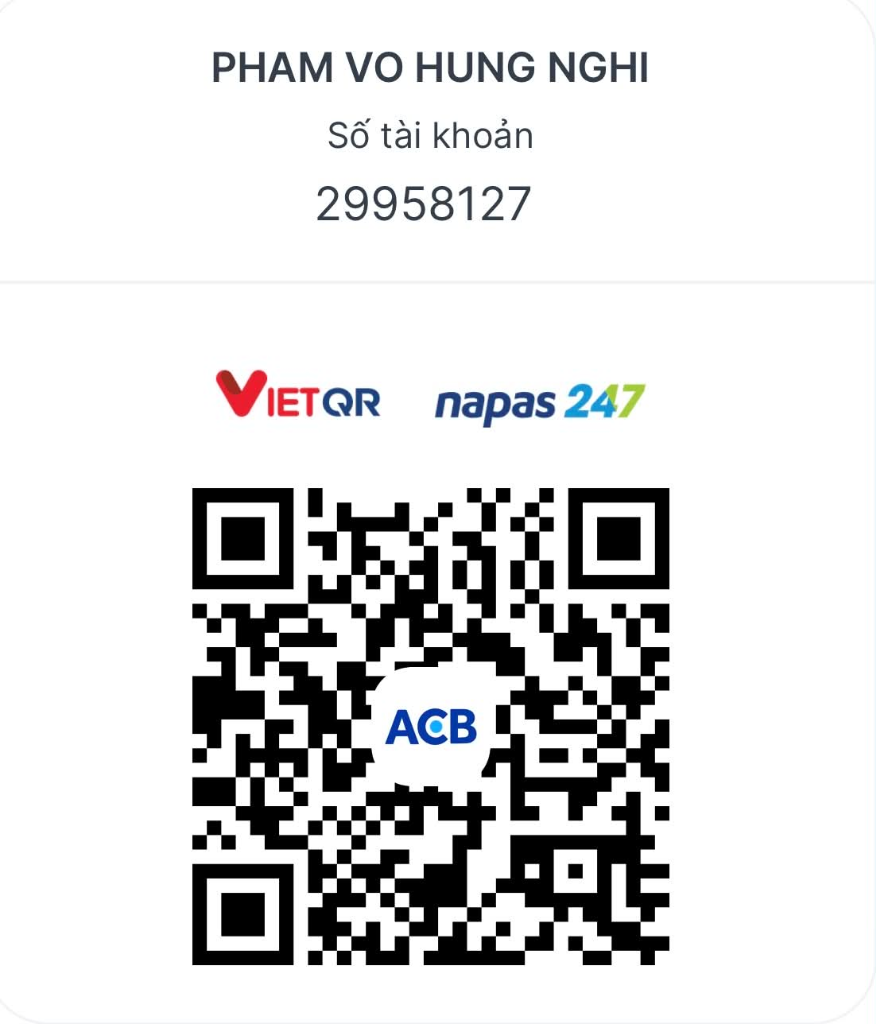 PHAM VO HUNG NGHI
Số tài khoản
29958127
VIETQR napas 247
ACB